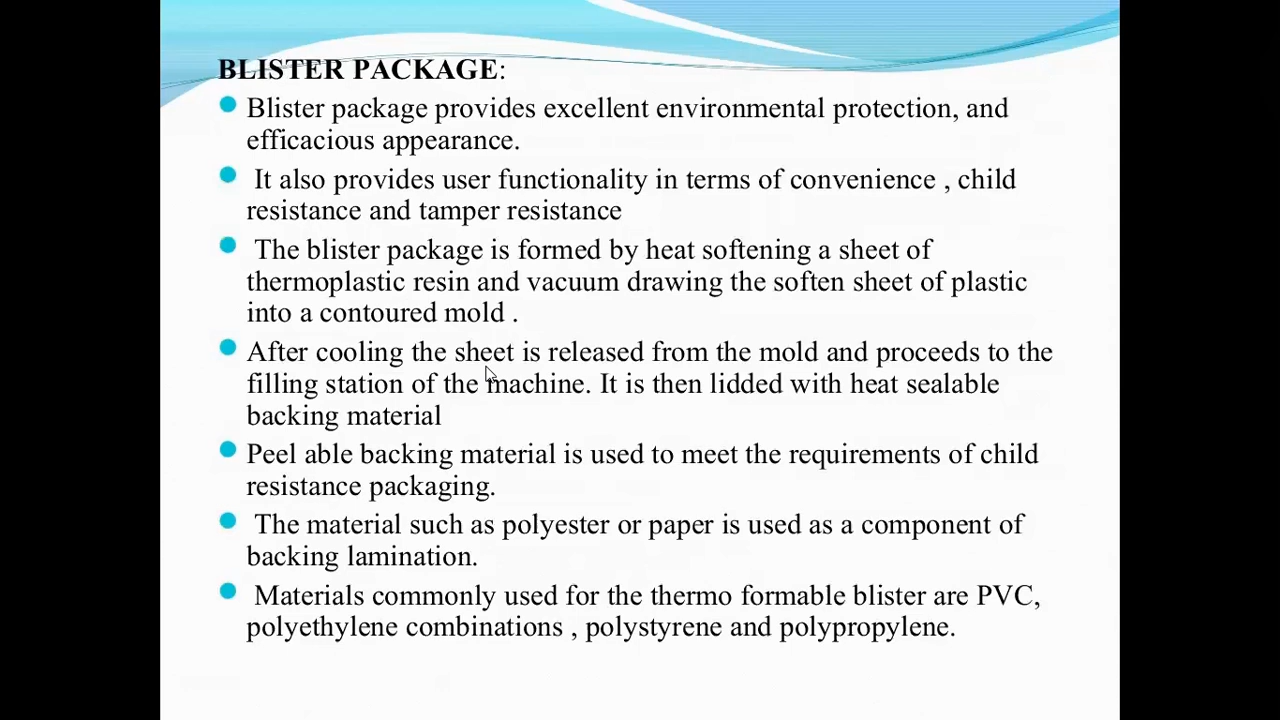 BLISTER PACKAGE:
Blister package provides excellent environmental protection, and
efficacious appearance.
It also provides user functionality in terms of convenience , child
resistance and tamper resistance
The blister package is formed by heat softening a sheet of
thermoplastic resin and vacuum drawing the soften sheet of plastic
into a contoured mold .
After cooling the sheet is released from the mold and proceeds to the
filling station of the machine. It is then lidded with heat sealable
backing material
Peel able backing material is used to meet the requirements of child
resistance packaging.
The material such as polyester or paper is used as a component of
backing lamination.
Materials commonly used for the thermo formable blister are PVC,
polyethylene combinations , polystyrene and polypropylene.